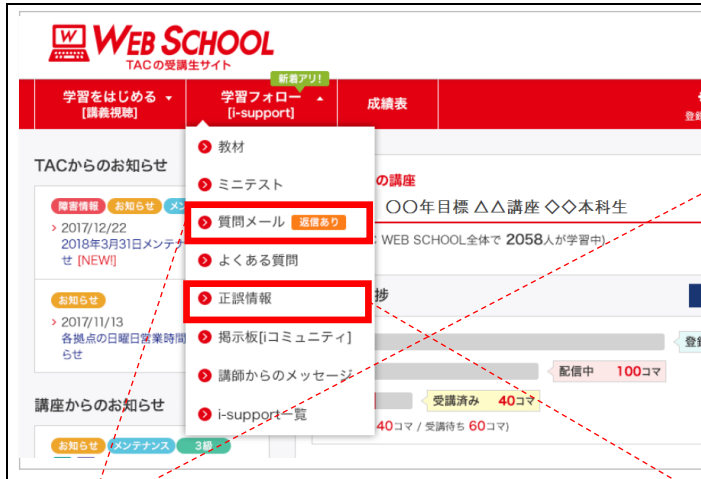 WEB SCHOOL
TACの受講生サイト
新着アリ!
学習をはじめる
[講義視聴]
学習フォロー
[i-support]
成績表
TACからのお知らせ
障害情報 お知らせ
2017/12/22
2018年3月31日メンテナ
せ [NEW!]
お知らせ
2017/11/13
各拠点の日曜日営業時間
らせ
講座からのお知らせ
お知らせ メンテナンス 3級
教材
ミニテスト
質問メール 返信あり
よくある質問
正誤情報
掲示板[iコミュニティ]
講師からのメッセージ
i-support一覧
の講座
〇〇年目標 △△講座 ◇◇本科生
WEB SCHOOL全体で 2058人が学習中)
捗
配信中 100コマ
受講済み 40コマ
40コマ / 受講待ち 60コマ)